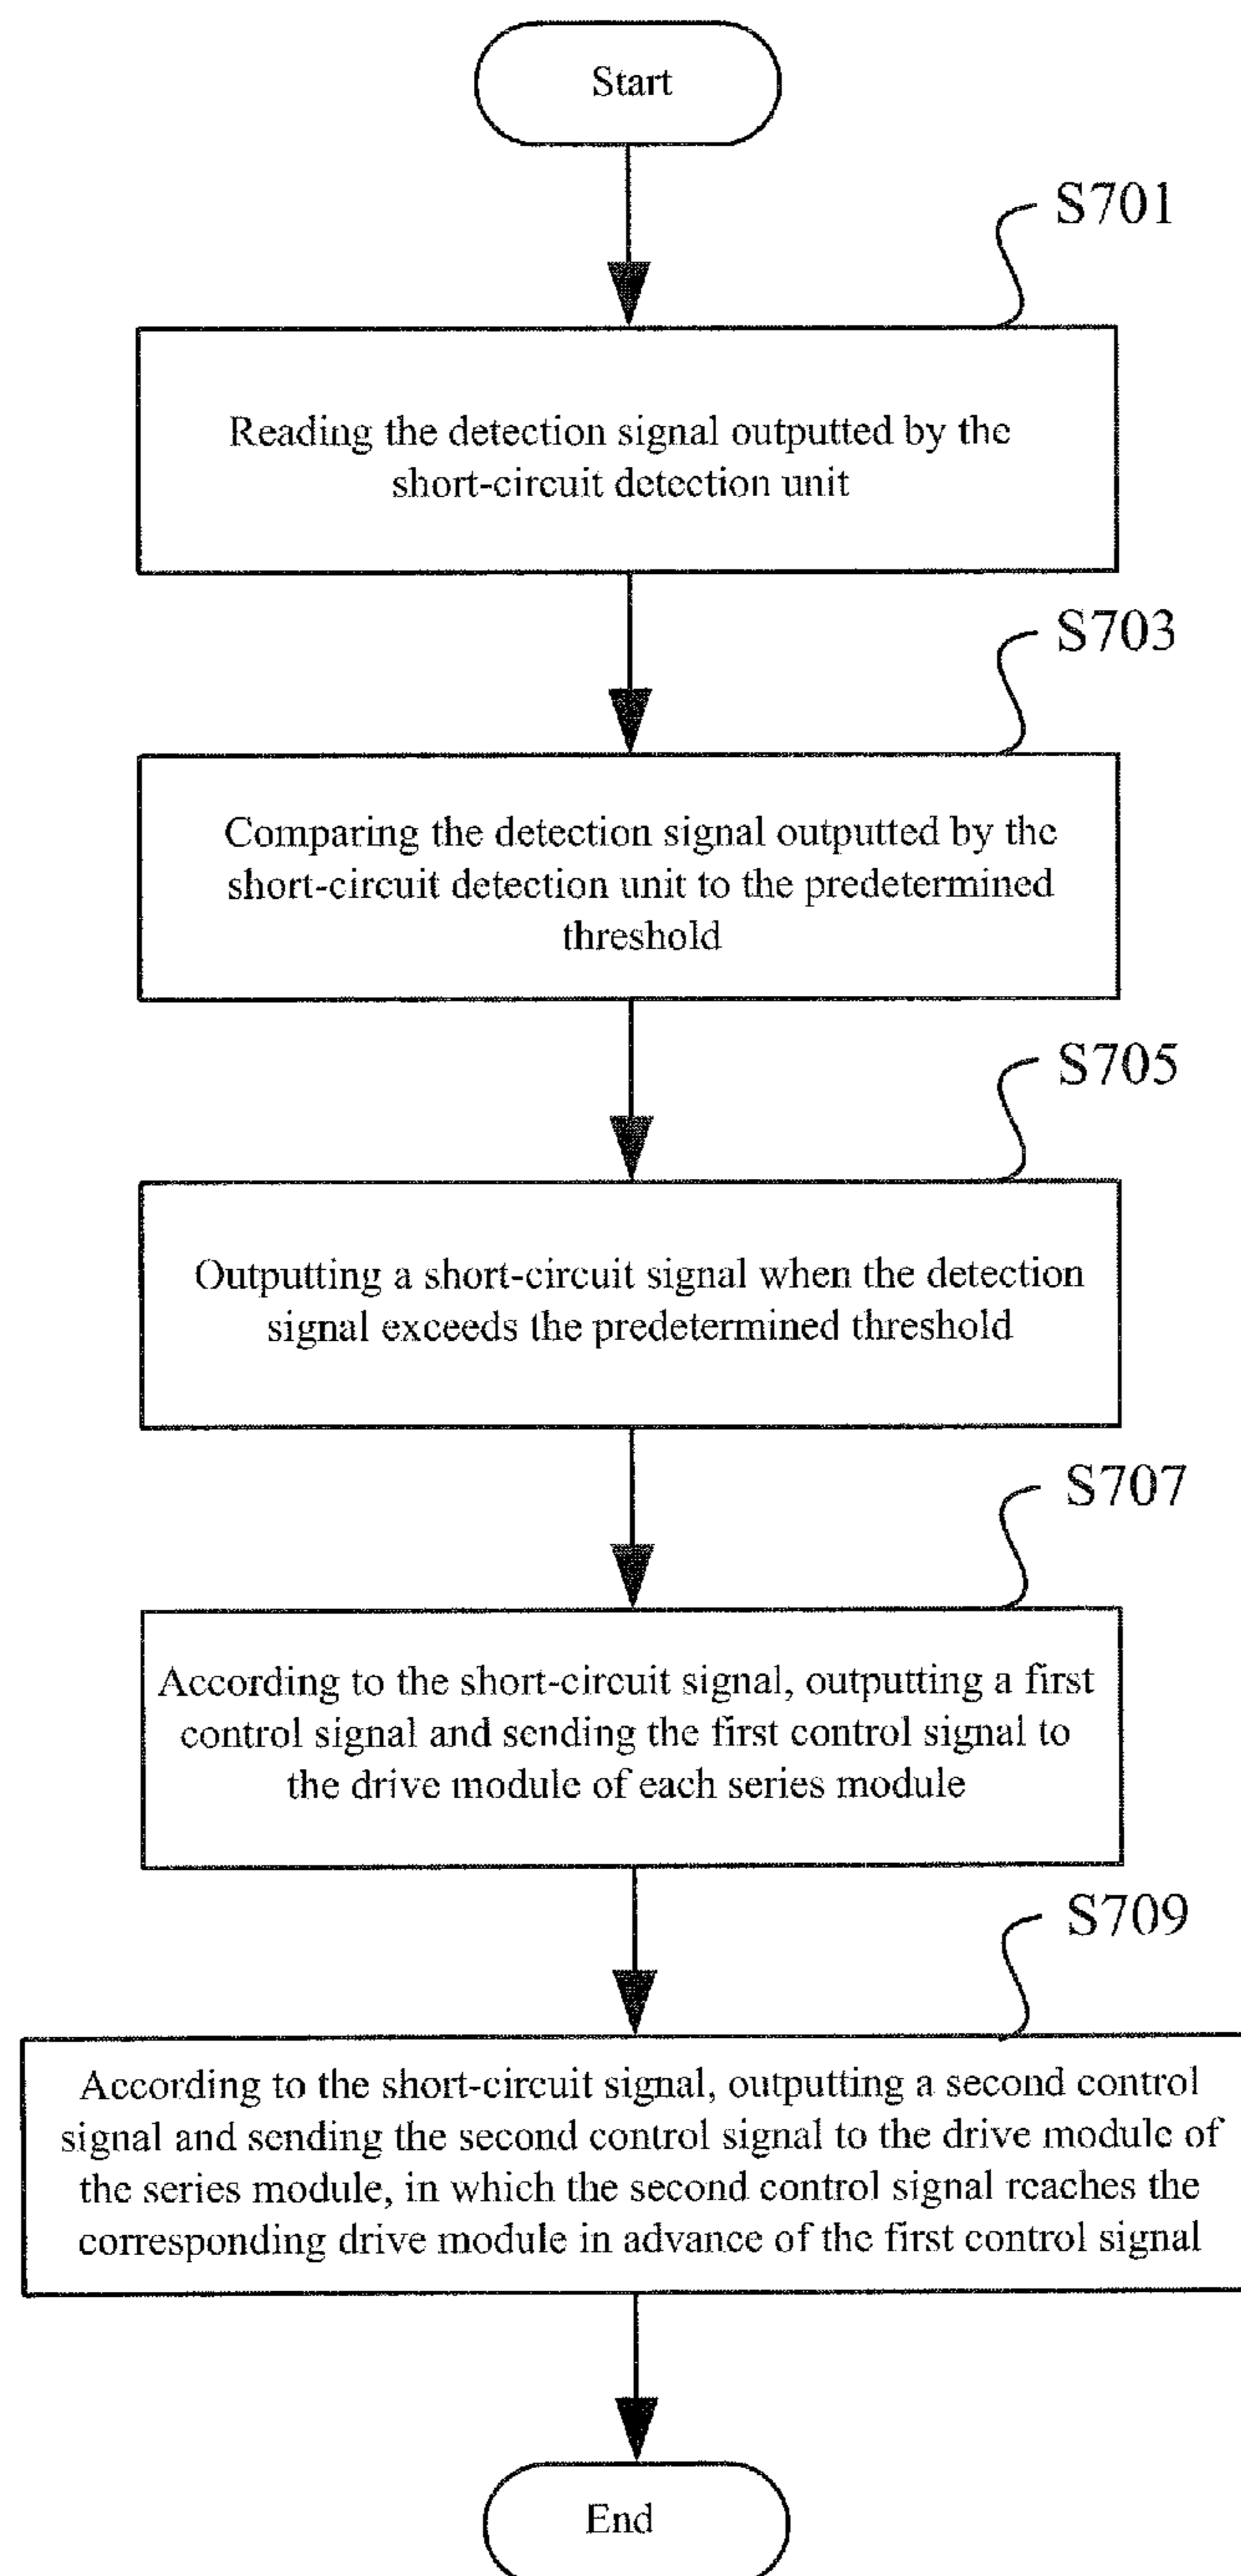 Start
S701
Reading the detection signal outputted by the
short-circuit detection unit
S703
Comparing the detection signal outputted by the
short-circuit detection unit to the predetermined
threshold
S705
Outputting a short-circuit signal when the detection
signal exceeds the predetermined threshold
S707
According to the short-circuit signal, outputting a first
control signal and sending the first control signal to
the drive module of each series module
S709
According to the short-circuit signal, outputting a second control
signal and sending the second control signal to the drive module of
the series module, in which the second control signal reaches the
corresponding drive module in advance of the first control signal
End